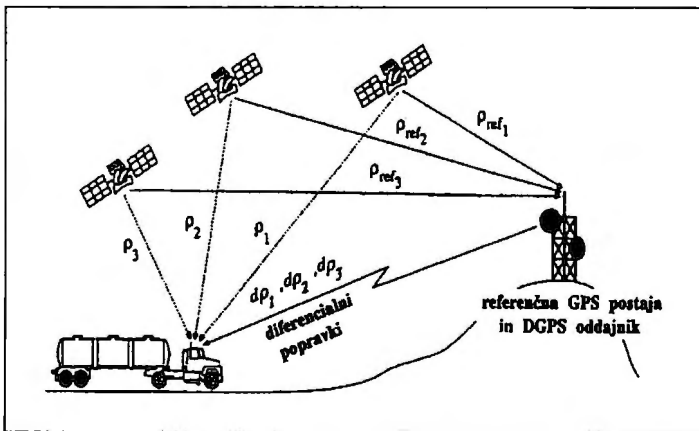 ρref1
ρref2
ρref3
ρ3
ρ2
ρ1
dρ1, dρ2, dρ3
diferencialni
popravki
referenčna GPS postaja
in DGPS oddajnik